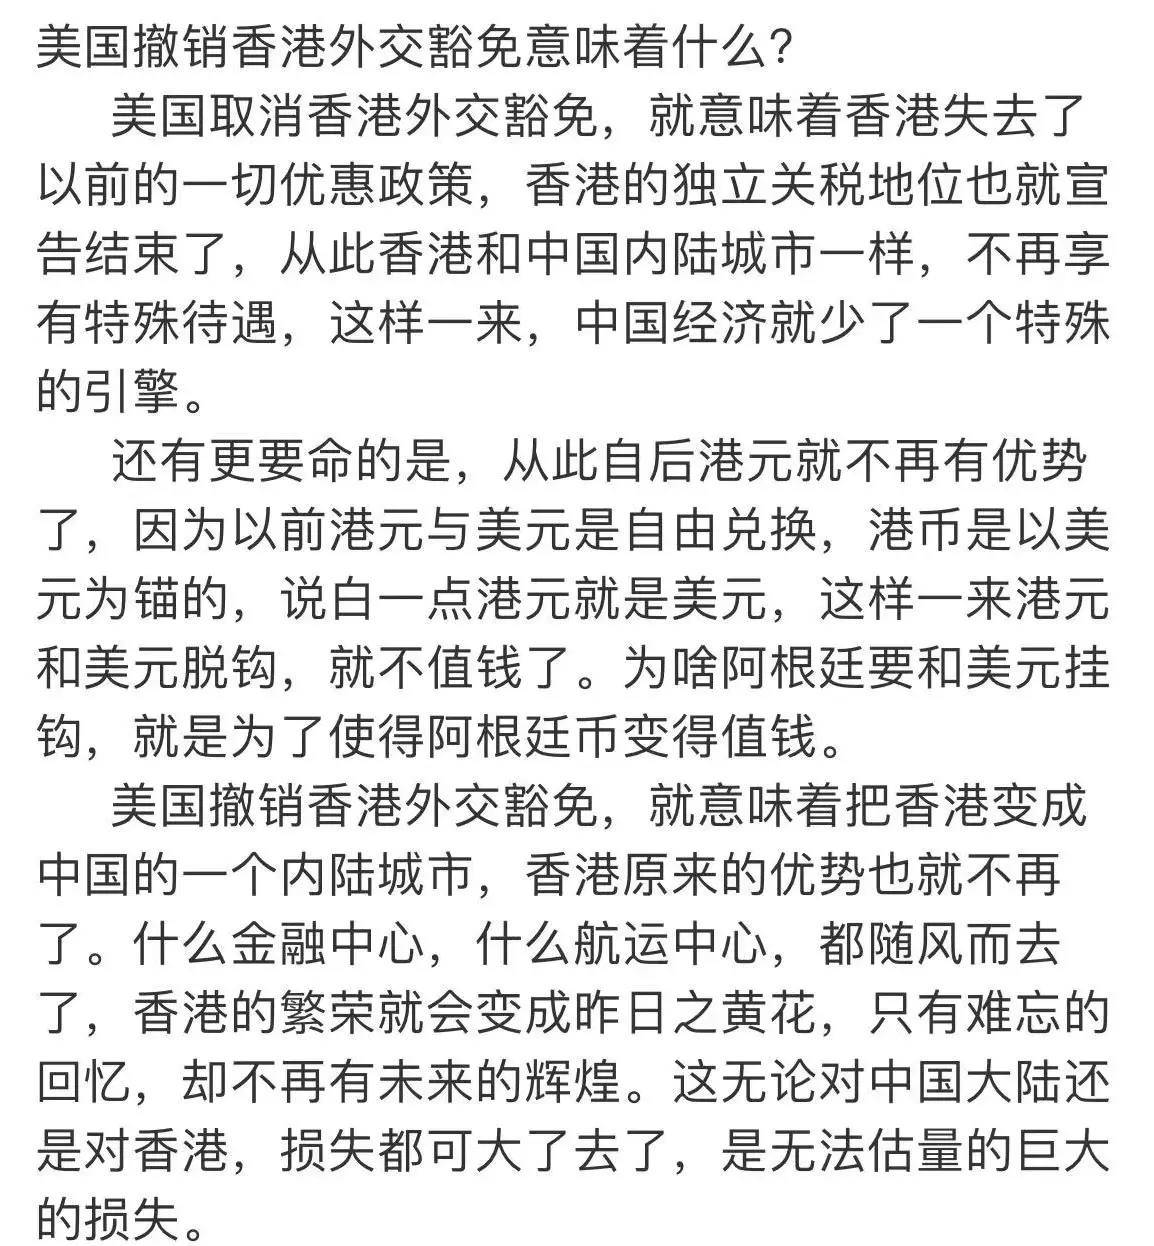 美国撤销香港外交豁免意味着什么？
美国取消香港外交豁免，就意味着香港失去了
以前的一切优惠政策，香港的独立关税地位也就宣
告结束了，从此香港和中国内陆城市一样，不再享
有特殊待遇，这样一来，中国经济就少了一个特殊
的引擎。
还有更要命的是，从此自后港元就不再有优势
了，因为以前港元与美元是自由兑换，港币是以美
元为锚的，说白一点港元就是美元，这样一来港元
和美元脱钩，就不值钱了。为啥阿根廷要和美元挂
钩，就是为了使得阿根廷币变得值钱。
美国撤销香港外交豁免，就意味着把香港变成
中国的一个内陆城市，香港原来的优势也就不再
了。什么金融中心，什么航运中心，都随风而去
了，香港的繁荣就会变成昨日之黄花，只有难忘的
回忆，却不再有未来的辉煌。这无论对中国大陆还
是对香港，损失都可大了去了，是无法估量的巨大
的损失。